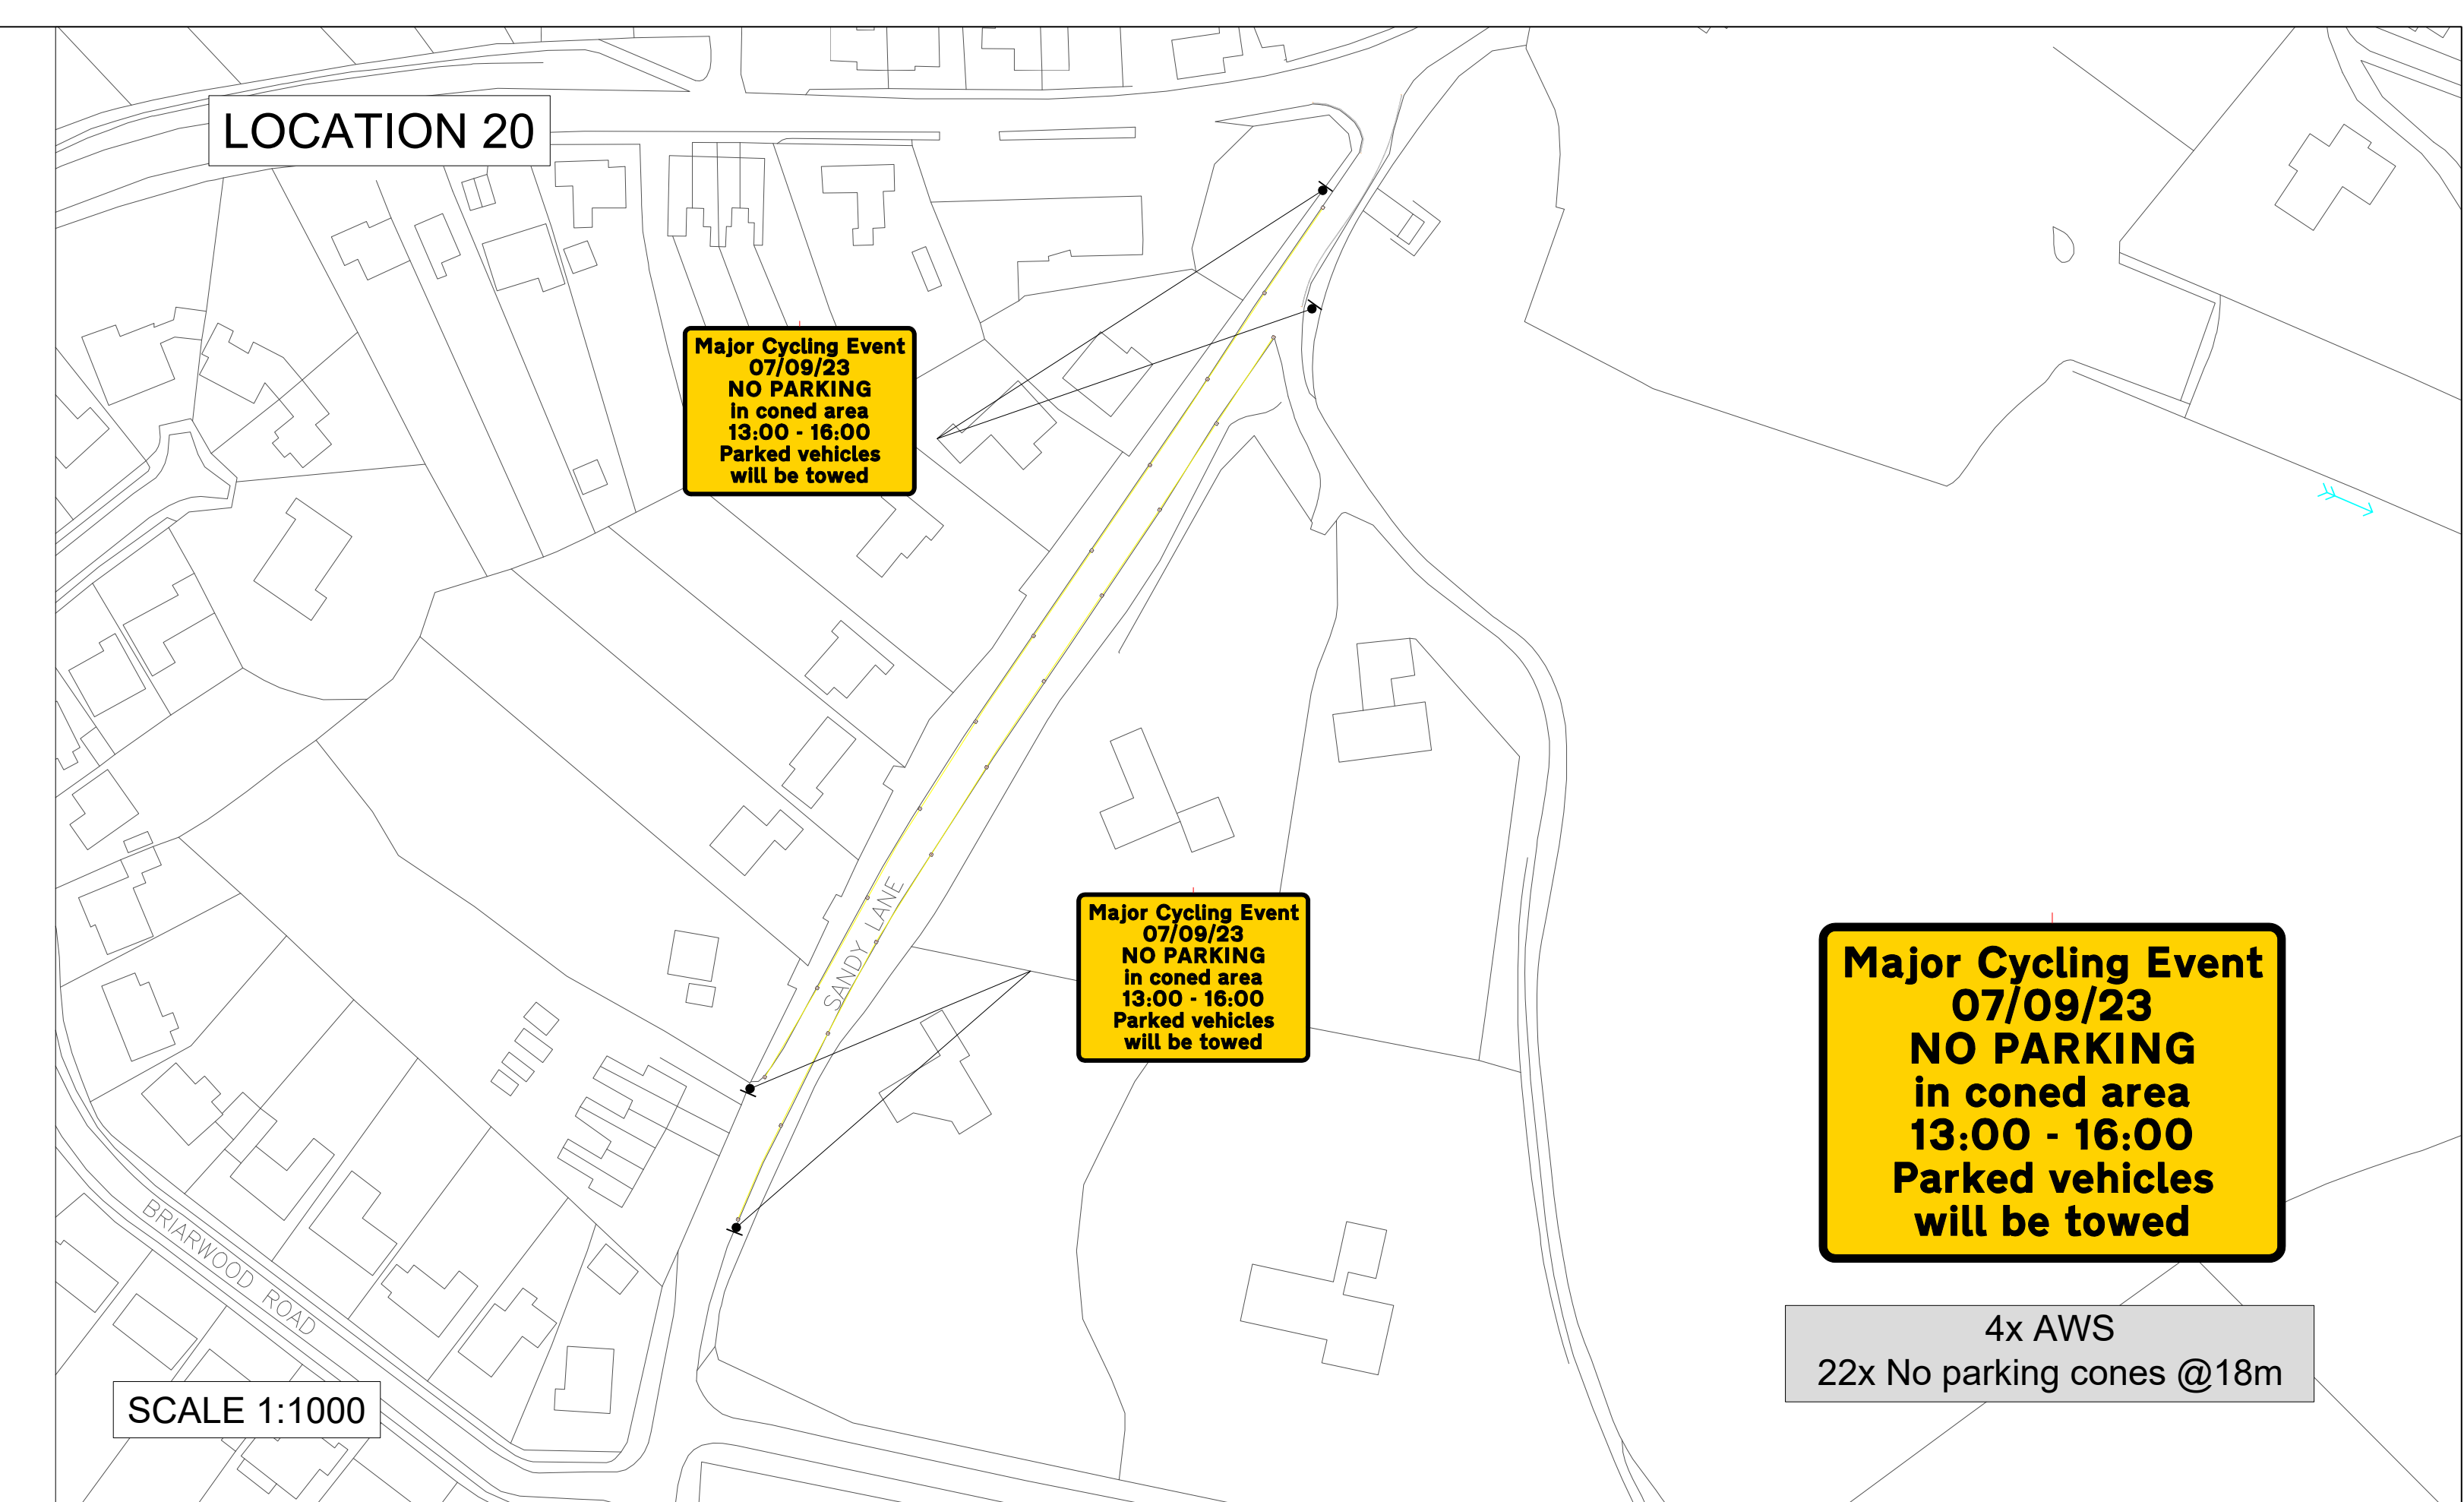 LOCATION 20
Major Cycling Event
07/09/23
NO PARKING
in coned area
13:00 - 16:00
Parked vehicles
will be towed
SANDY LANE
Major Cycling Event
07/09/23
NO PARKING
in coned area
13:00 - 16:00
Parked vehicles
will be towed
Major Cycling Event
07/09/23
NO PARKING
in coned area
13:00 - 16:00
Parked vehicles
will be towed
BRIARWOOD ROAD
4x AWS
22x No parking cones @18m
SCALE 1:1000